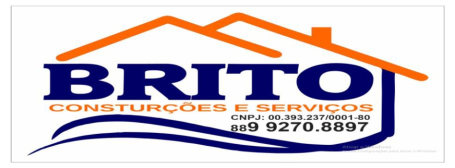 BRITO
CONSTURÇÕES E SERVIÇOS
CNPJ: 00.393.237/0001-80
889 9270.8897